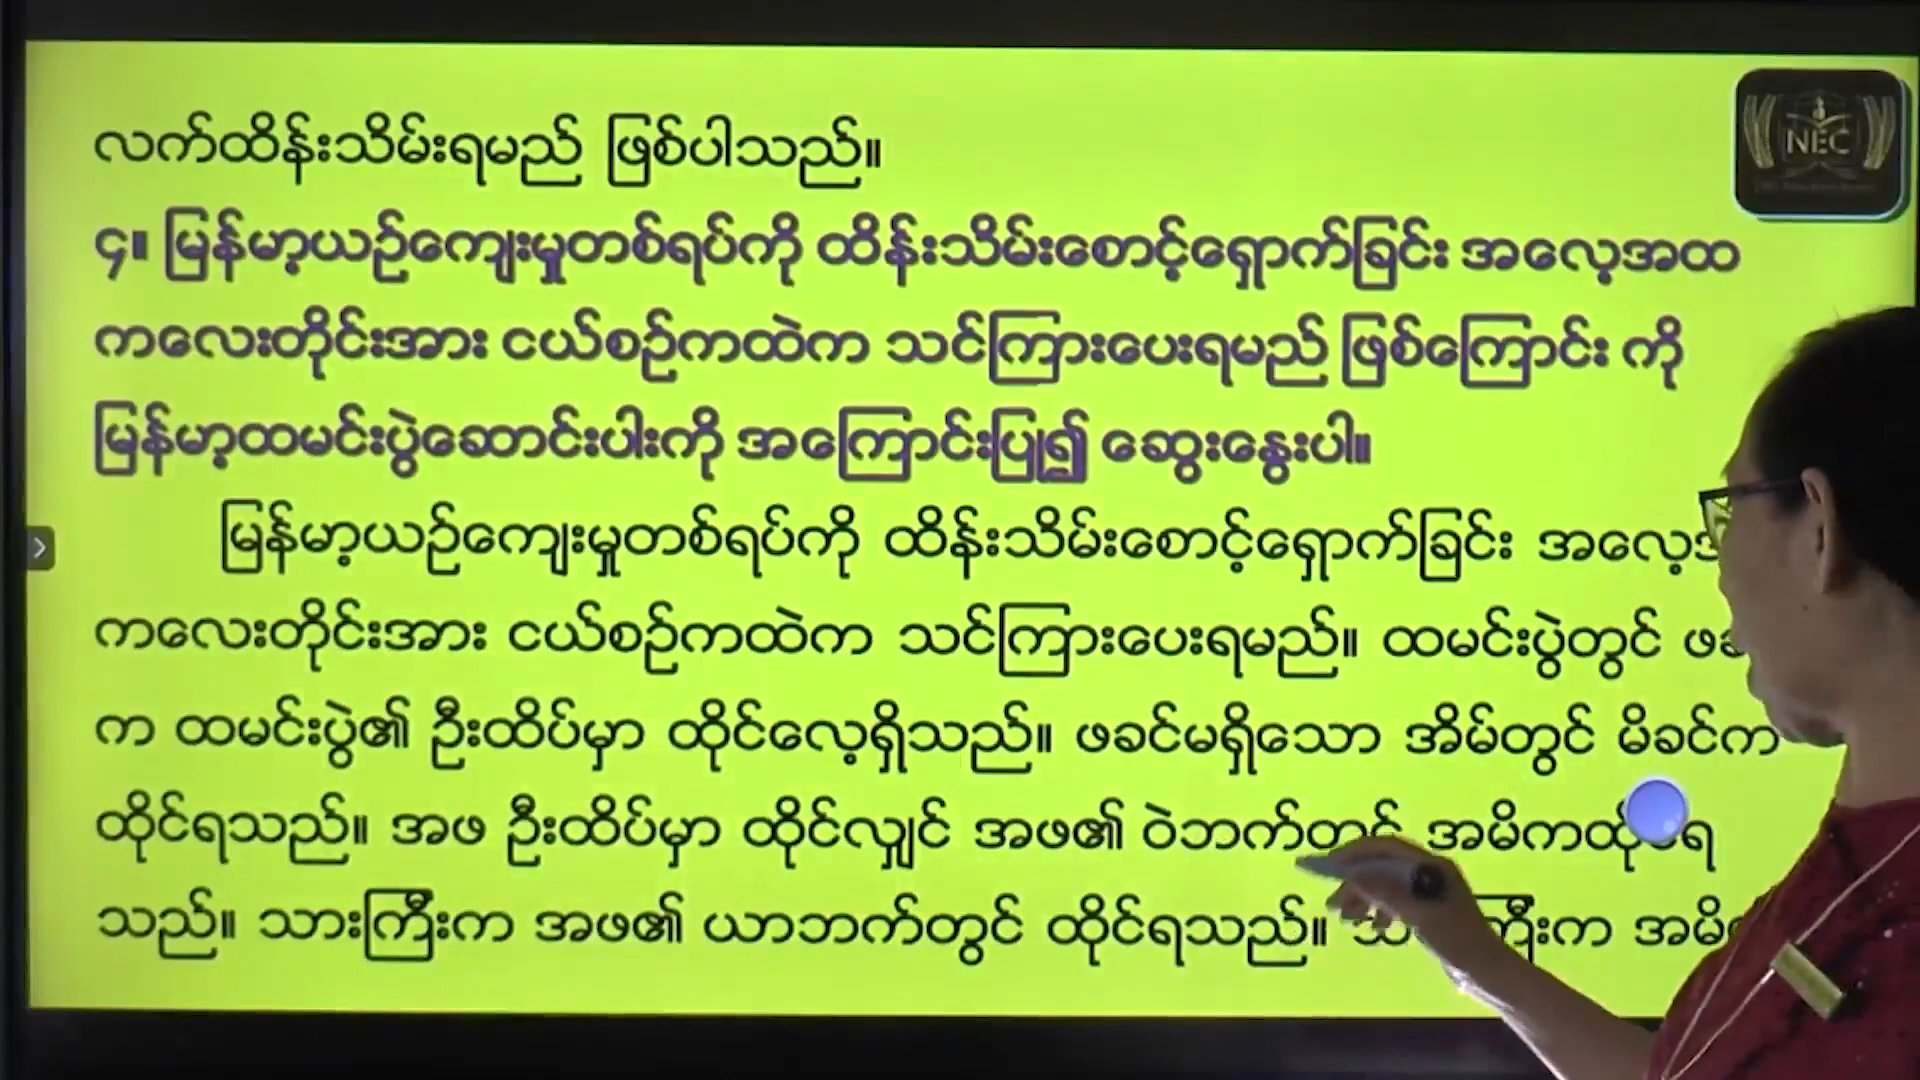 လက်ထိန်းသိမ်းရမည် ဖြစ်ပါသည်။
NEC
၄။ မြန်မာ့ယဉ်ကျေးမှုတစ်ရပ်ကို ထိန်းသိမ်းစောင့်ရှောက်ခြင်း အလေ့အထ
ကလေးတိုင်းအား ငယ်စဉ်ကထဲက သင်ကြားပေးရမည် ဖြစ်ကြောင်း ကို
မြန်မာ့ထမင်းပွဲဆောင်းပါးကို အကြောင်းပြု၍ ဆွေးနွေးပါ။
မြန်မာ့ယဉ်ကျေးမှုတစ်ရပ်ကို ထိန်းသိမ်းစောင့်ရှောက်ခြင်း
ကလေးတိုင်းအား ငယ်စဉ်ကထဲက သင်ကြားပေးရမည်။ ထမင်းပွဲတွင်
က ထမင်းပွဲ၏ ဦးထိပ်မှာ ထိုင်လေ့ရှိသည်။ ဖခင်မရှိသော အိမ်တွင် မိခင်က
ထိုင်ရသည်။ အဖ ဦးထိပ်မှာ ထိုင်လျှင် အဖ၏ ဝဲဘက်တွင် အမိကထိုင်ရ
သည်။ သားကြီးက အဖ၏ ယာဘက်တွင် ထိုင်ရသည်။